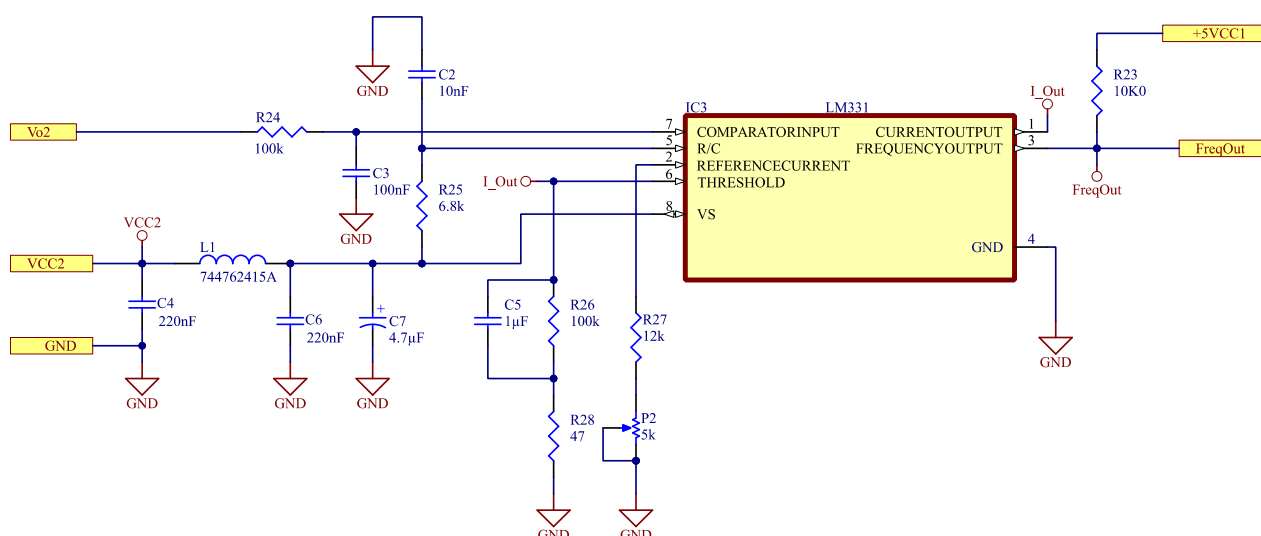 +5VCC1
R23
10K0
C2
10nF
GND
I_Out
IC3
LM331
Vo2
R24
100k
7
COMPARATORINPUT
CURRENTOUTPUT
1
5
R/C
FREQUENCYOUTPUT
3
FreqOut
2
REFERENCECURRENT
C3
100nF
R25
6.8k
I_Out
6
THRESHOLD
FreqOut
8
VS
VCC2
GND
GND
4
L1
744762415A
VCC2
C4
220nF
C6
220nF
C7
+
4.7µF
C5
1µF
R26
100k
R27
12k
GND
GND
GND
GND
GND
R28
47
P2
5k
GND
GND